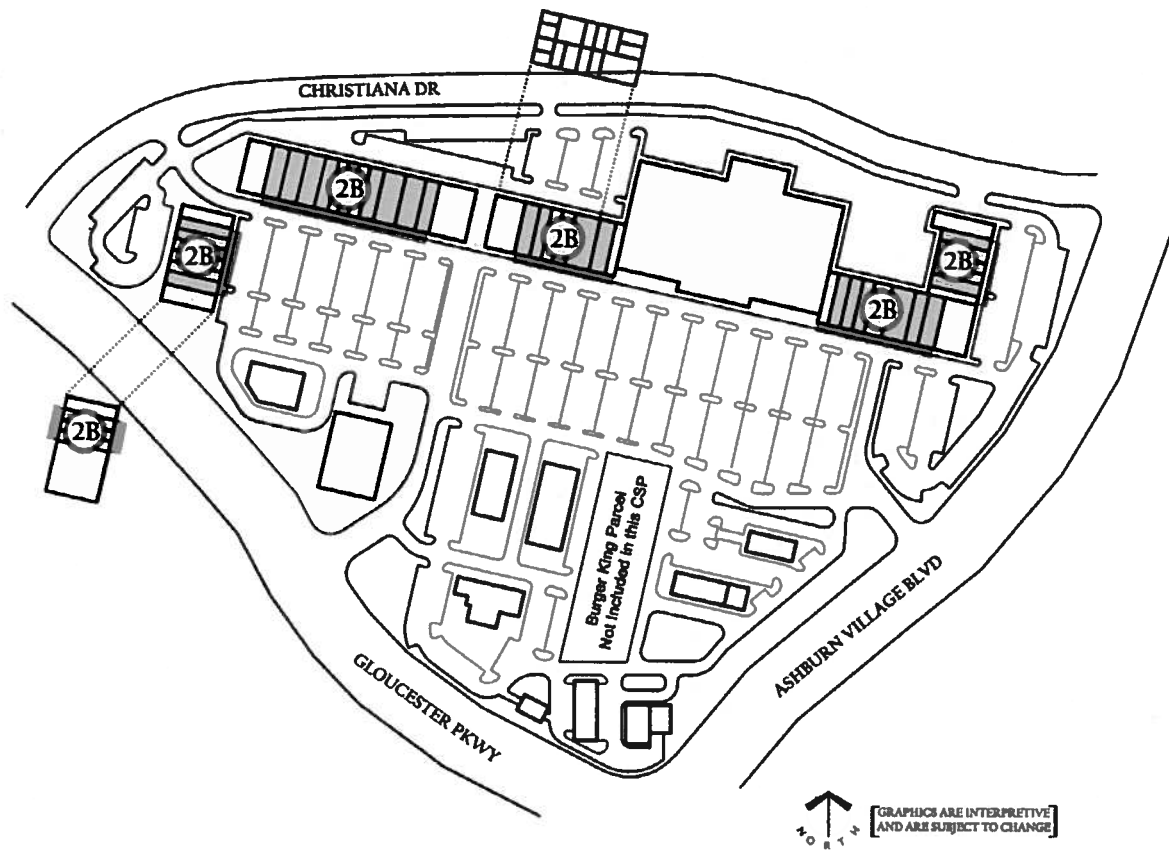 CHRISTIANA DR
2B
2B
2B
2B
2B
2B
Burger King Parcel
Not Included in this CSP
ASHBURN VILLAGE BLVD
GLOUCESTER PKWY
NORTH
[GRAPHICS ARE INTERPRETIVE
AND ARE SUBJECT TO CHANGE]